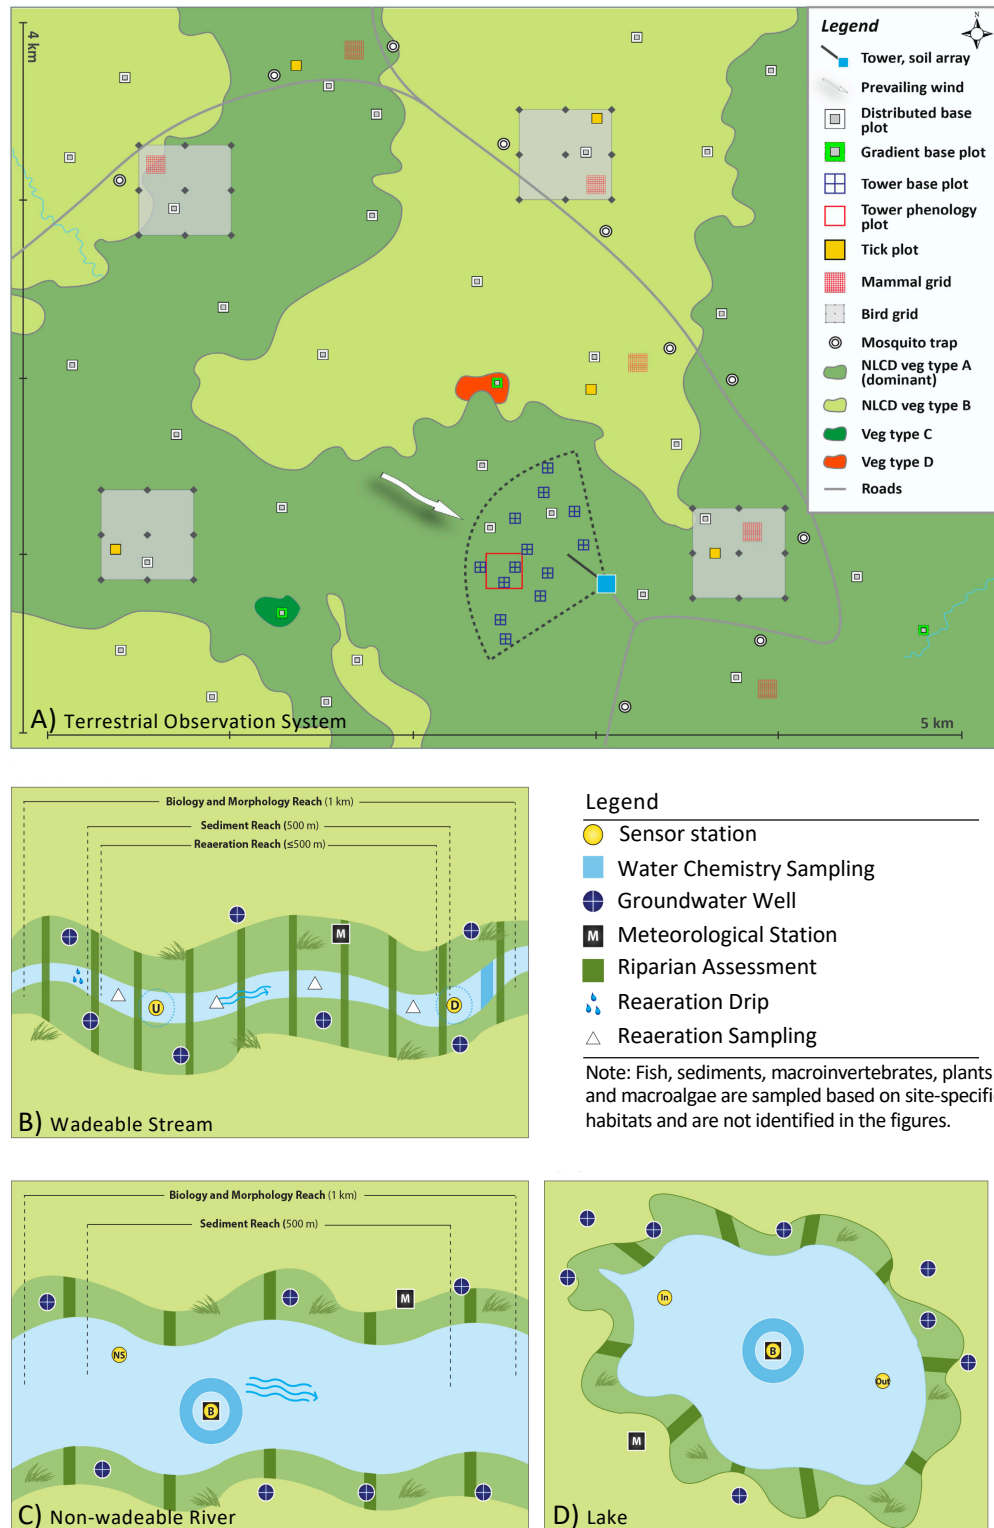 4 km
Legend
N
Tower, soil array
Prevailing wind
Distributed base
plot
Gradient base plot
Tower base plot
Tower phenology
plot
Tick plot
Mammal grid
Bird grid
Mosquito trap
NLCD veg type A
(dominant)
NLCD veg type B
Veg type C
Veg type D
Roads
A) Terrestrial Observation System
5 km
Biology and Morphology Reach (1 km)
Sediment Reach (500 m)
Reaeration Reach (≤500 m)
M
U
D
B) Wadeable Stream
Legend
Sensor station
Water Chemistry Sampling
Groundwater Well
M Meteorological Station
Riparian Assessment
Reaeration Drip
Reaeration Sampling
Note: Fish, sediments, macroinvertebrates, plants
and macroalgae are sampled based on site-specific
habitats and are not identified in the figures.
Biology and Morphology Reach (1 km)
Sediment Reach (500 m)
M
NS
B
C) Non-wadeable River
In
B
Out
M
D) Lake